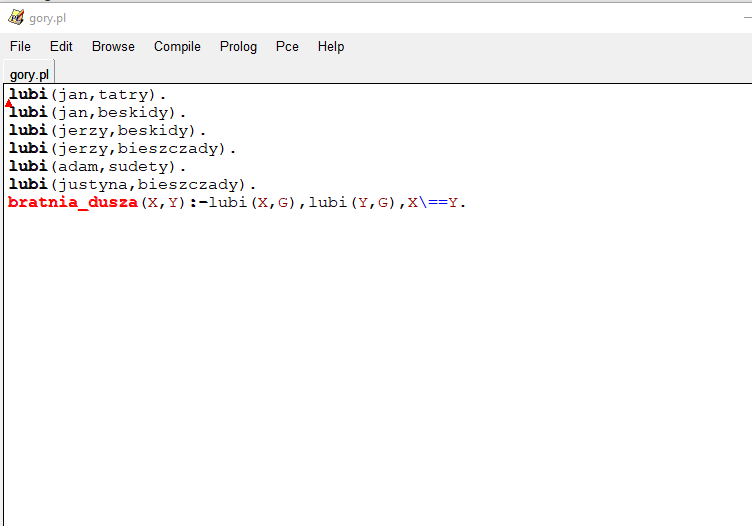 gory.pl
File Edit Browse Compile Prolog Pce Help
gory.pl
lubi(jan,tatry).
lubi(jan,beskidy).
lubi(jerzy,beskidy).
lubi(jerzy,bieszczady).
lubi(adam,sudety).
lubi(justyna,bieszczady).
bratnia_dusza(X,Y):-lubi(X,G),lubi(Y,G),X\==Y.